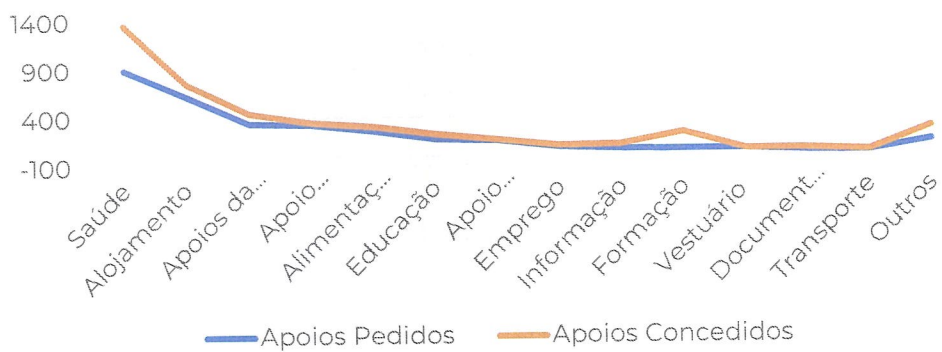 1400
900
400
-100
Saúde
Alojamento
Apoios da...
Apoio...
Alimentaç...
Educação
Apoio...
Emprego
Informação
Formação
Vestuário
Document...
Transporte
Outros
Apoios Pedidos
Apoios Concedidos